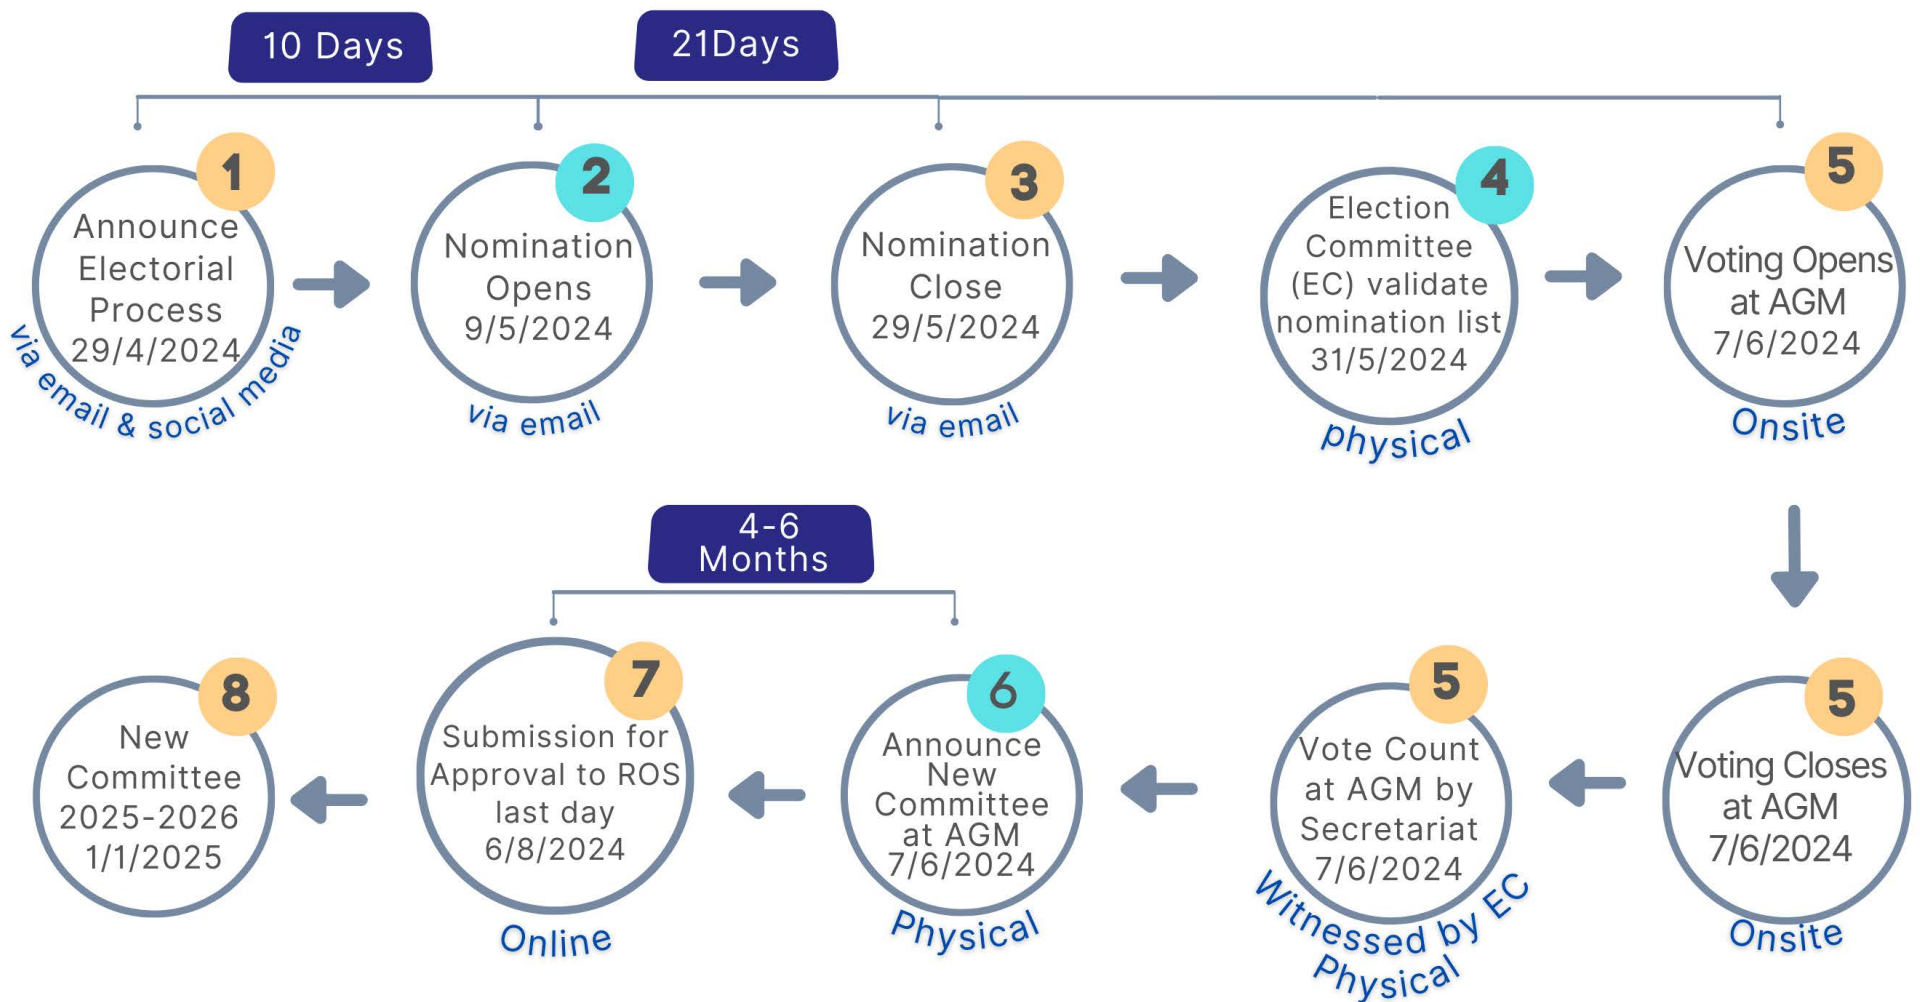 10 Days
21Days
1
Announce
Electorial
Process
29/4/2024
via email & social media
2
Nomination
Opens
9/5/2024
via email
3
Nomination
Close
29/5/2024
via email
4
Election
Committee
(EC) validate
nomination list
31/5/2024
physical
5
Voting Opens
at AGM
7/6/2024
Onsite
5
Voting Closes
at AGM
7/6/2024
Onsite
5
Vote Count
at AGM by
Secretariat
7/6/2024
Witnessed by EC
Physical
4-6
Months
6
Announce
New
Committee
at AGM
7/6/2024
Physical
7
Submission for
Approval to ROS
last day
6/8/2024
Online
8
New
Committee
2025-2026
1/1/2025